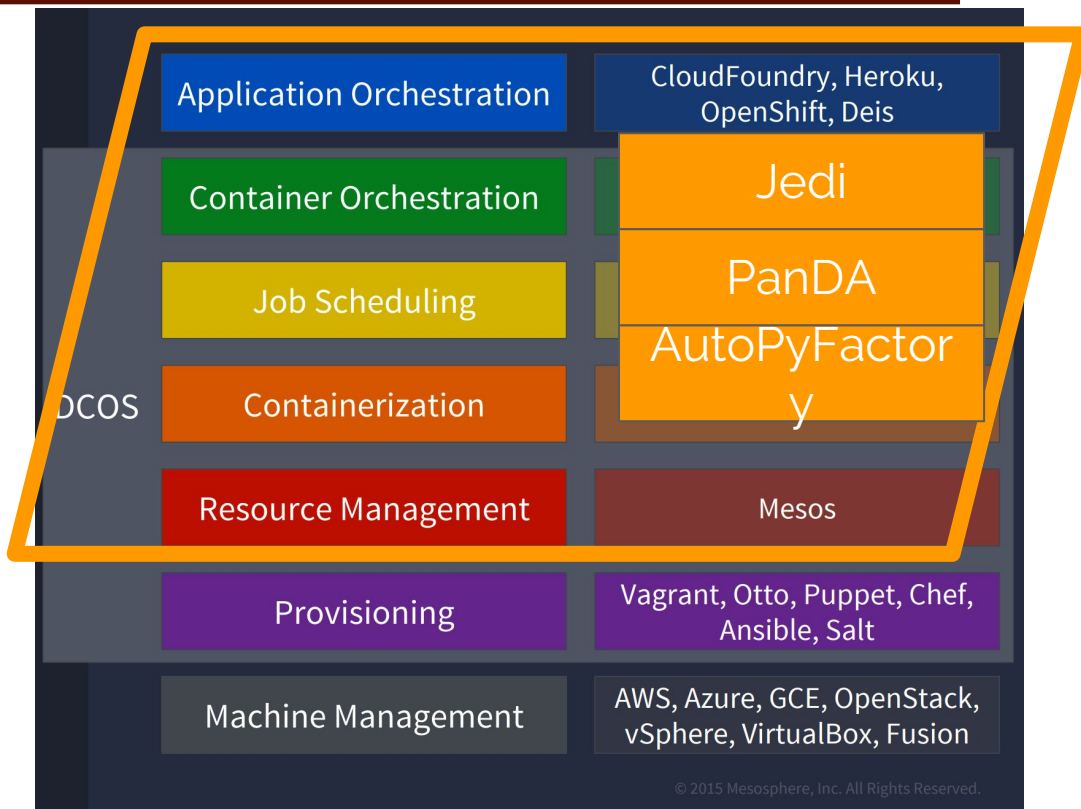 Application Orchestration
CloudFoundry, Heroku,
OpenShift, Deis
Container Orchestration
Jedi
Job Scheduling
PanDA
DCOS
Containerization
AutoPyFactor
y
Resource Management
Mesos
Provisioning
Vagrant, Otto, Puppet, Chef,
Ansible, Salt
Machine Management
AWS, Azure, GCE, OpenStack,
vSphere, VirtualBox, Fusion
© 2015 Mesosphere, Inc. All Rights Reserved.